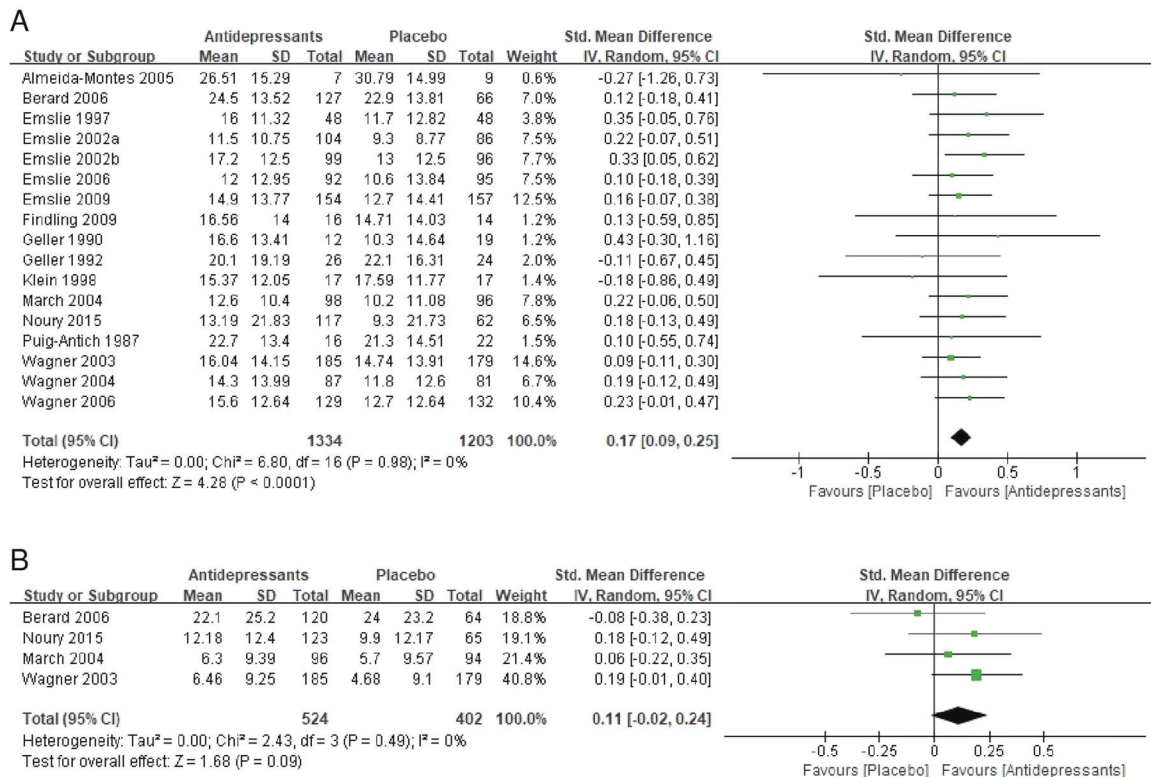 A
Antidepressants Placebo Std. Mean Difference Std. Mean Difference
Study or Subgroup Mean SD Total Mean SD Total Weight IV, Random, 95% CI IV, Random, 95% CI
Almeida-Montes 2005 26.51 15.29 7 30.79 14.99 9 0.6% -0.27 [-1.26, 0.73]
Berard 2006 24.5 13.52 127 22.9 13.81 66 7.0% 0.12 [-0.18, 0.41]
Emslie 1997 16 11.32 48 11.7 12.82 48 3.8% 0.35 [-0.05, 0.76]
Emslie 2002a 11.5 10.75 104 9.3 8.77 86 7.5% 0.22 [-0.07, 0.51]
Emslie 2002b 17.2 12.5 99 13 12.5 96 7.7% 0.33 [0.05, 0.62]
Emslie 2006 12 12.95 92 10.6 13.84 95 7.5% 0.10 [-0.18, 0.39]
Emslie 2009 14.9 13.77 154 12.7 14.41 157 12.5% 0.16 [-0.07, 0.38]
Findling 2009 16.56 14 16 14.71 14.03 14 1.2% 0.13 [-0.59, 0.85]
Geller 1990 16.6 13.41 12 10.3 14.64 19 1.2% 0.43 [-0.30, 1.16]
Geller 1992 20.1 19.19 26 22.1 16.31 24 2.0% -0.11 [-0.67, 0.45]
Klein 1998 15.37 12.05 17 17.59 11.77 17 1.4% -0.18 [-0.86, 0.49]
March 2004 12.6 10.4 98 10.2 11.08 96 7.8% 0.22 [-0.06, 0.50]
Noury 2015 13.19 21.83 117 9.3 21.73 62 6.5% 0.18 [-0.13, 0.49]
Puig-Antich 1987 22.7 13.4 16 21.3 14.51 22 1.5% 0.10 [-0.55, 0.74]
Wagner 2003 16.04 14.15 185 14.74 13.91 179 14.6% 0.09 [-0.11, 0.30]
Wagner 2004 14.3 13.99 87 11.8 12.6 81 6.7% 0.19 [-0.12, 0.49]
Wagner 2006 15.6 12.64 129 12.7 12.64 132 10.4% 0.23 [-0.01, 0.47]
Total (95% CI) 1334 1203 100.0% 0.17 [0.09, 0.25]
Heterogeneity: Tau² = 0.00; Chi² = 6.80, df = 16 (P = 0.98); I² = 0%
Test for overall effect: Z = 4.28 (P < 0.0001)
-1 -0.5 0 0.5 1
Favours [Placebo] Favours [Antidepressants]
B
Antidepressants Placebo Std. Mean Difference Std. Mean Difference
Study or Subgroup Mean SD Total Mean SD Total Weight IV, Random, 95% CI IV, Random, 95% CI
Berard 2006 22.1 25.2 120 24 23.2 64 18.8% -0.08 [-0.38, 0.23]
Noury 2015 12.18 12.4 123 9.9 12.17 65 19.1% 0.18 [-0.12, 0.49]
March 2004 6.3 9.39 96 5.7 9.57 94 21.4% 0.06 [-0.22, 0.35]
Wagner 2003 6.46 9.25 185 4.68 9.1 179 40.8% 0.19 [-0.01, 0.40]
Total (95% CI) 524 402 100.0% 0.11 [-0.02, 0.24]
Heterogeneity: Tau² = 0.00; Chi² = 2.43, df = 3 (P = 0.49); I² = 0%
Test for overall effect: Z = 1.68 (P = 0.09)
-0.5 -0.25 0 0.25 0.5
Favours [Placebo] Favours [Antidepressants]